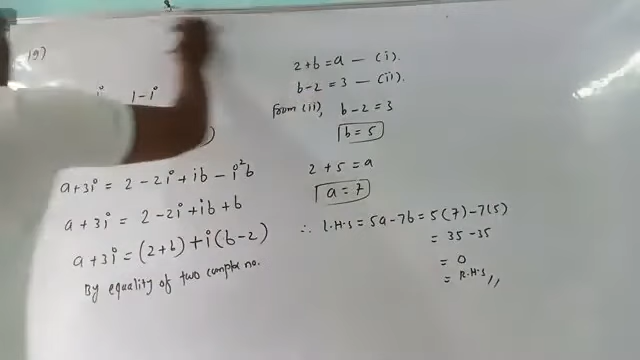 19)
i 1-i
)
a+3i = 2-2i+ib-i²b
a+3i = 2-2i+ib+b
a+3i = (2+b)+i(b-2)
By equality of two complex no.
2+b = a — (i).
b-2 = 3 — (ii).
from (ii), b-2 = 3
b = 5
2+5 = a
a = 7
∴ L.H.S = 5a-7b = 5(7)-7(5)
= 35-35
= 0
= R.H.S